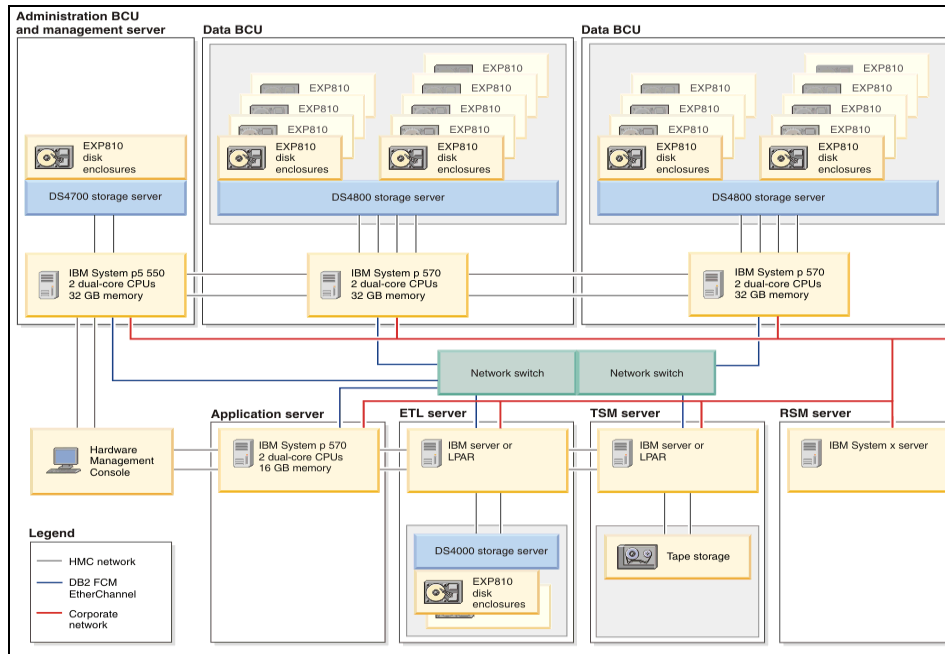 Administration BCU
and management server
Data BCU
Data BCU
EXP810
disk
enclosures
DS4700 storage server
EXP810
EXP810
EXP810
EXP810
EXP810
EXP810
EXP810
EXP810
disk
enclosures
EXP810
disk
enclosures
DS4800 storage server
EXP810
EXP810
EXP810
EXP810
EXP810
EXP810
EXP810
EXP810
disk
enclosures
EXP810
disk
enclosures
DS4800 storage server
IBM System p5 550
2 dual-core CPUs
32 GB memory
IBM System p 570
2 dual-core CPUs
32 GB memory
IBM System p 570
2 dual-core CPUs
32 GB memory
Network switch
Network switch
Application server
ETL server
TSM server
RSM server
Hardware
Management
Console
IBM System p 570
2 dual-core CPUs
16 GB memory
IBM server or
LPAR
IBM server or
LPAR
IBM System x server
DS4000 storage server
EXP810
disk
enclosures
Tape storage
Legend
HMC network
DB2 FCM
EtherChannel
Corporate
network